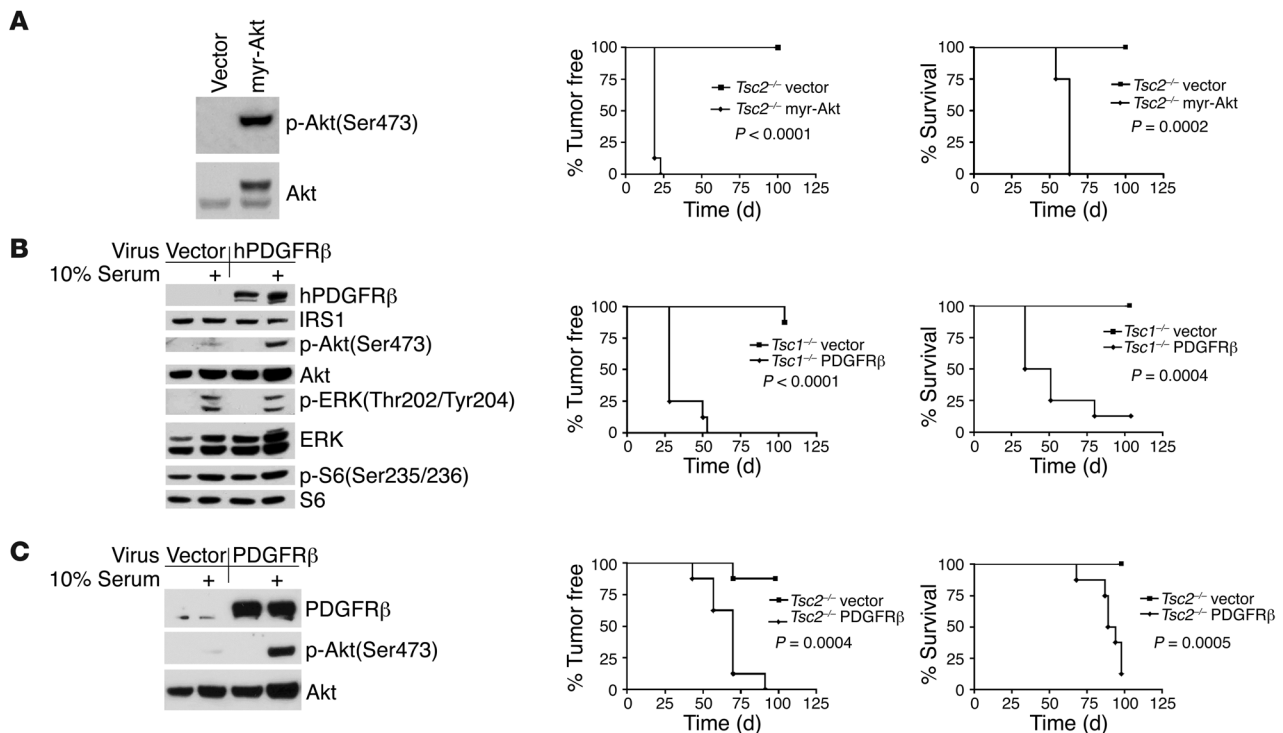 A
Vector
myr-Akt
p-Akt(Ser473)
Akt
% Tumor free
100
75
50
25
0
0 25 50 75 100 125
Time (d)
Tsc2–/– vector
Tsc2–/– myr-Akt
P < 0.0001
% Survival
100
75
50
25
0
0 25 50 75 100 125
Time (d)
Tsc2–/– vector
Tsc2–/– myr-Akt
P = 0.0002
B
Virus Vector hPDGFRβ
10% Serum + +
hPDGFRβ
IRS1
p-Akt(Ser473)
Akt
p-ERK(Thr202/Tyr204)
ERK
p-S6(Ser235/236)
S6
% Tumor free
100
75
50
25
0
0 25 50 75 100 125
Time (d)
Tsc1–/– vector
Tsc1–/– PDGFRβ
P < 0.0001
% Survival
100
75
50
25
0
0 25 50 75 100 125
Time (d)
Tsc1–/– vector
Tsc1–/– PDGFRβ
P = 0.0004
C
Virus Vector PDGFRβ
10% Serum + +
PDGFRβ
p-Akt(Ser473)
Akt
% Tumor free
100
75
50
25
0
0 25 50 75 100 125
Time (d)
Tsc2–/– vector
Tsc2–/– PDGFRβ
P = 0.0004
% Survival
100
75
50
25
0
0 25 50 75 100 125
Time (d)
Tsc2–/– vector
Tsc2–/– PDGFRβ
P = 0.0005